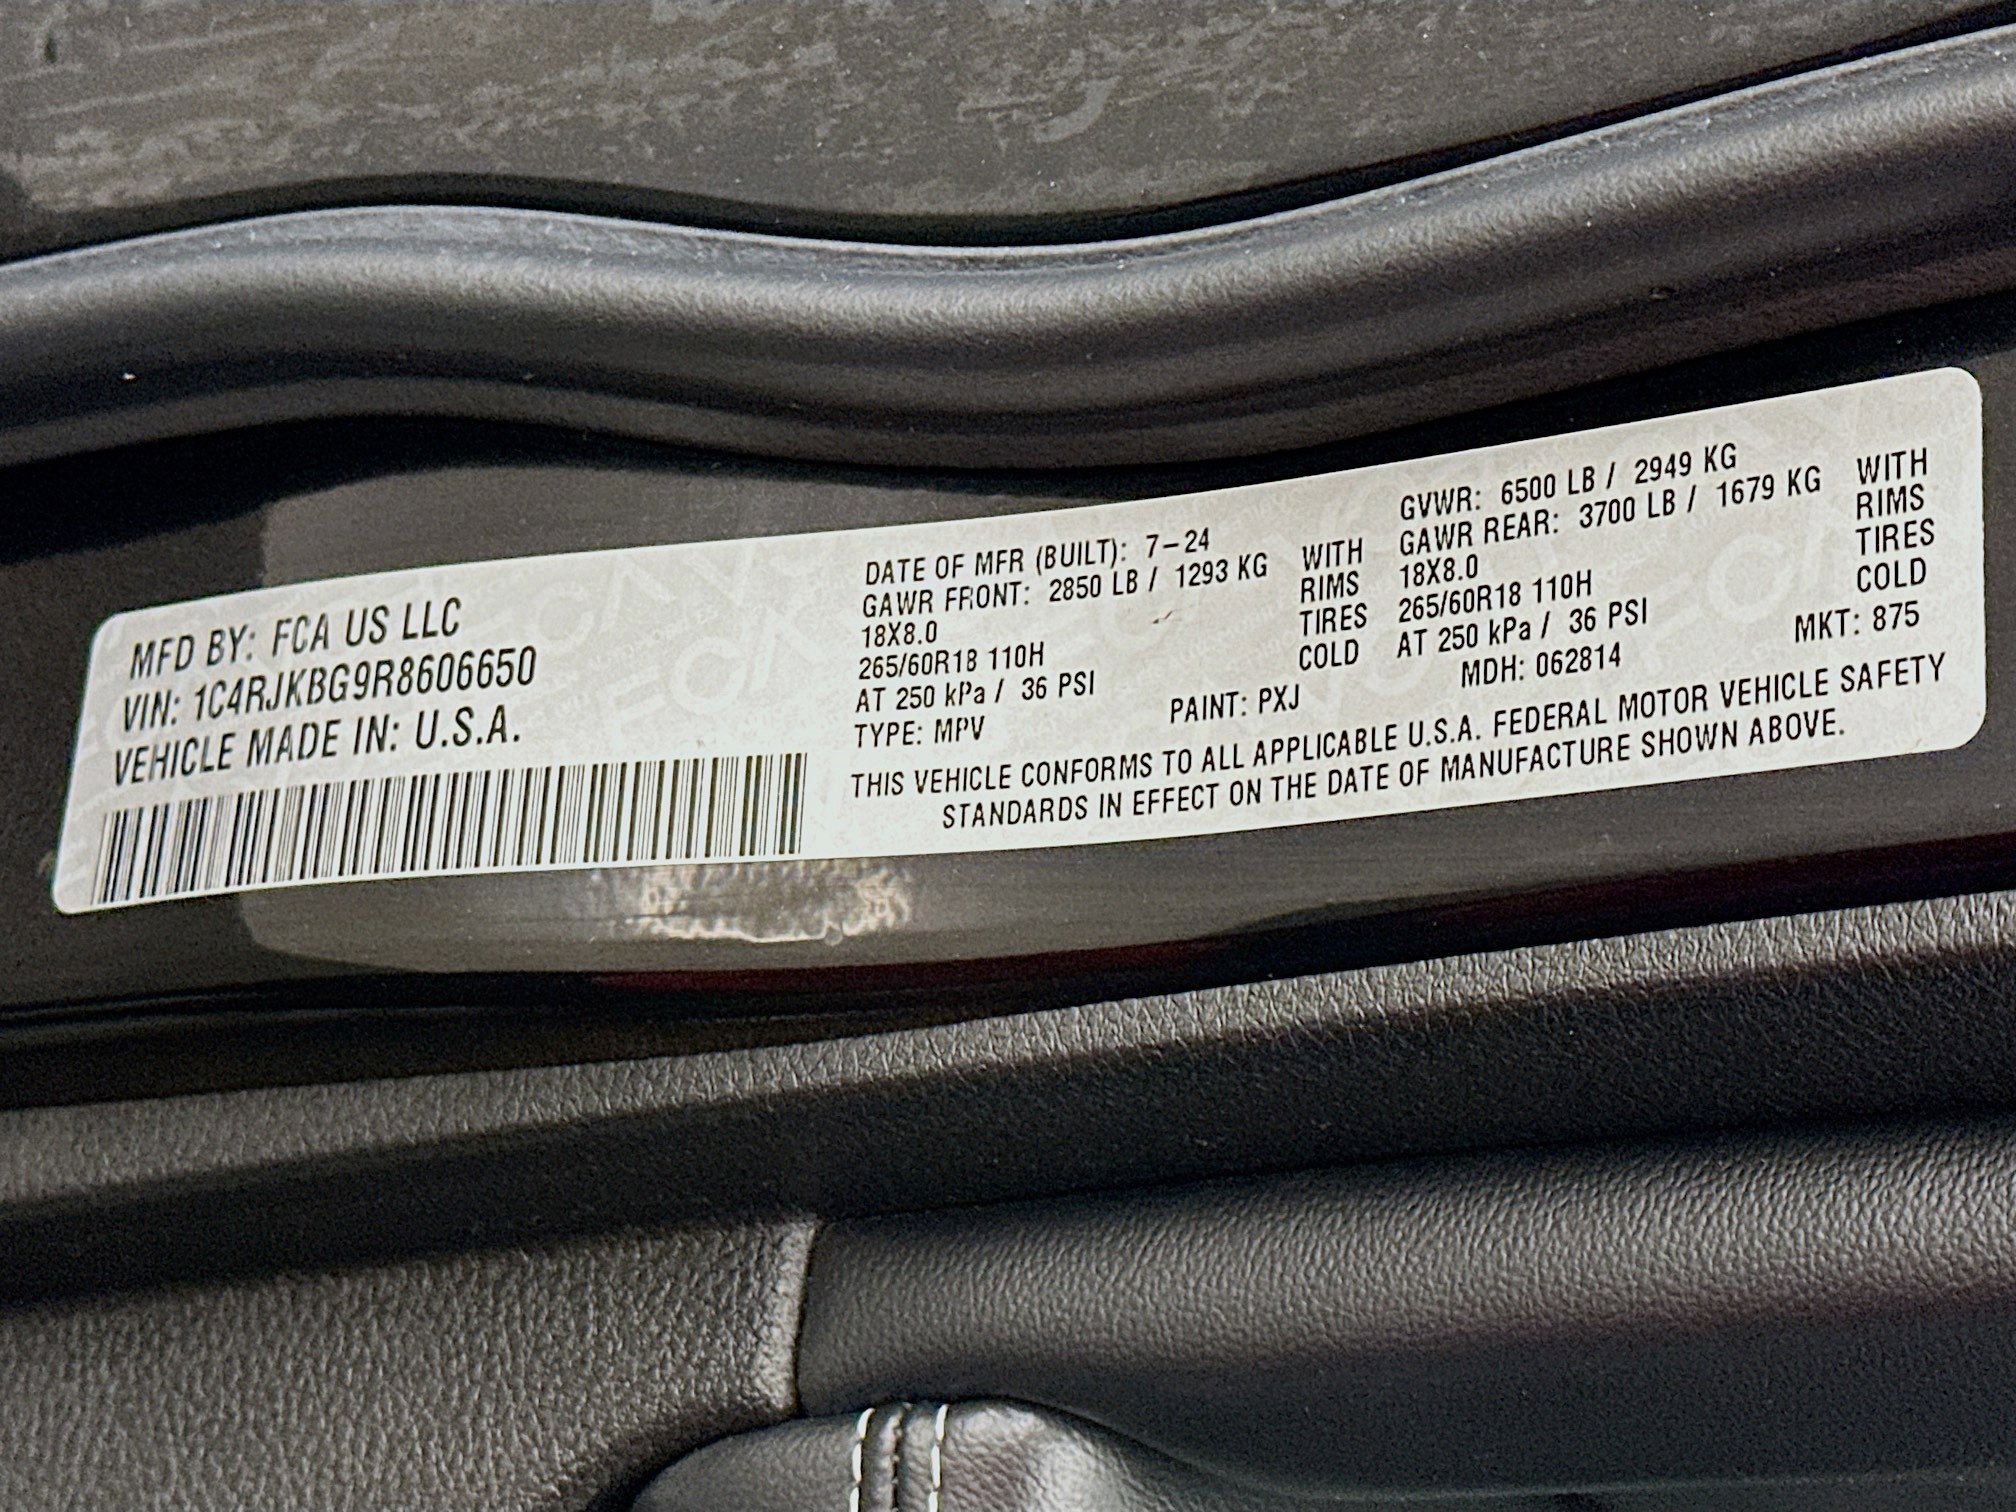 MFD BY: FCA US LLC
VIN: 1C4RJKBG9R8606650
VEHICLE MADE IN: U.S.A.
DATE OF MFR (BUILT): 7-24 GVWR: 6500 LB / 2949 KG
GAWR FRONT: 2850 LB / 1293 KG WITH GAWR REAR: 3700 LB / 1679 KG WITH
18X8.0 RIMS 18X8.0 RIMS
265/60R18 110H TIRES 265/60R18 110H TIRES
AT 250 kPa / 36 PSI COLD AT 250 kPa / 36 PSI COLD
TYPE: MPV PAINT: PXJ MDH: 062814 MKT: 875
THIS VEHICLE CONFORMS TO ALL APPLICABLE U.S.A. FEDERAL MOTOR VEHICLE SAFETY
STANDARDS IN EFFECT ON THE DATE OF MANUFACTURE SHOWN ABOVE.